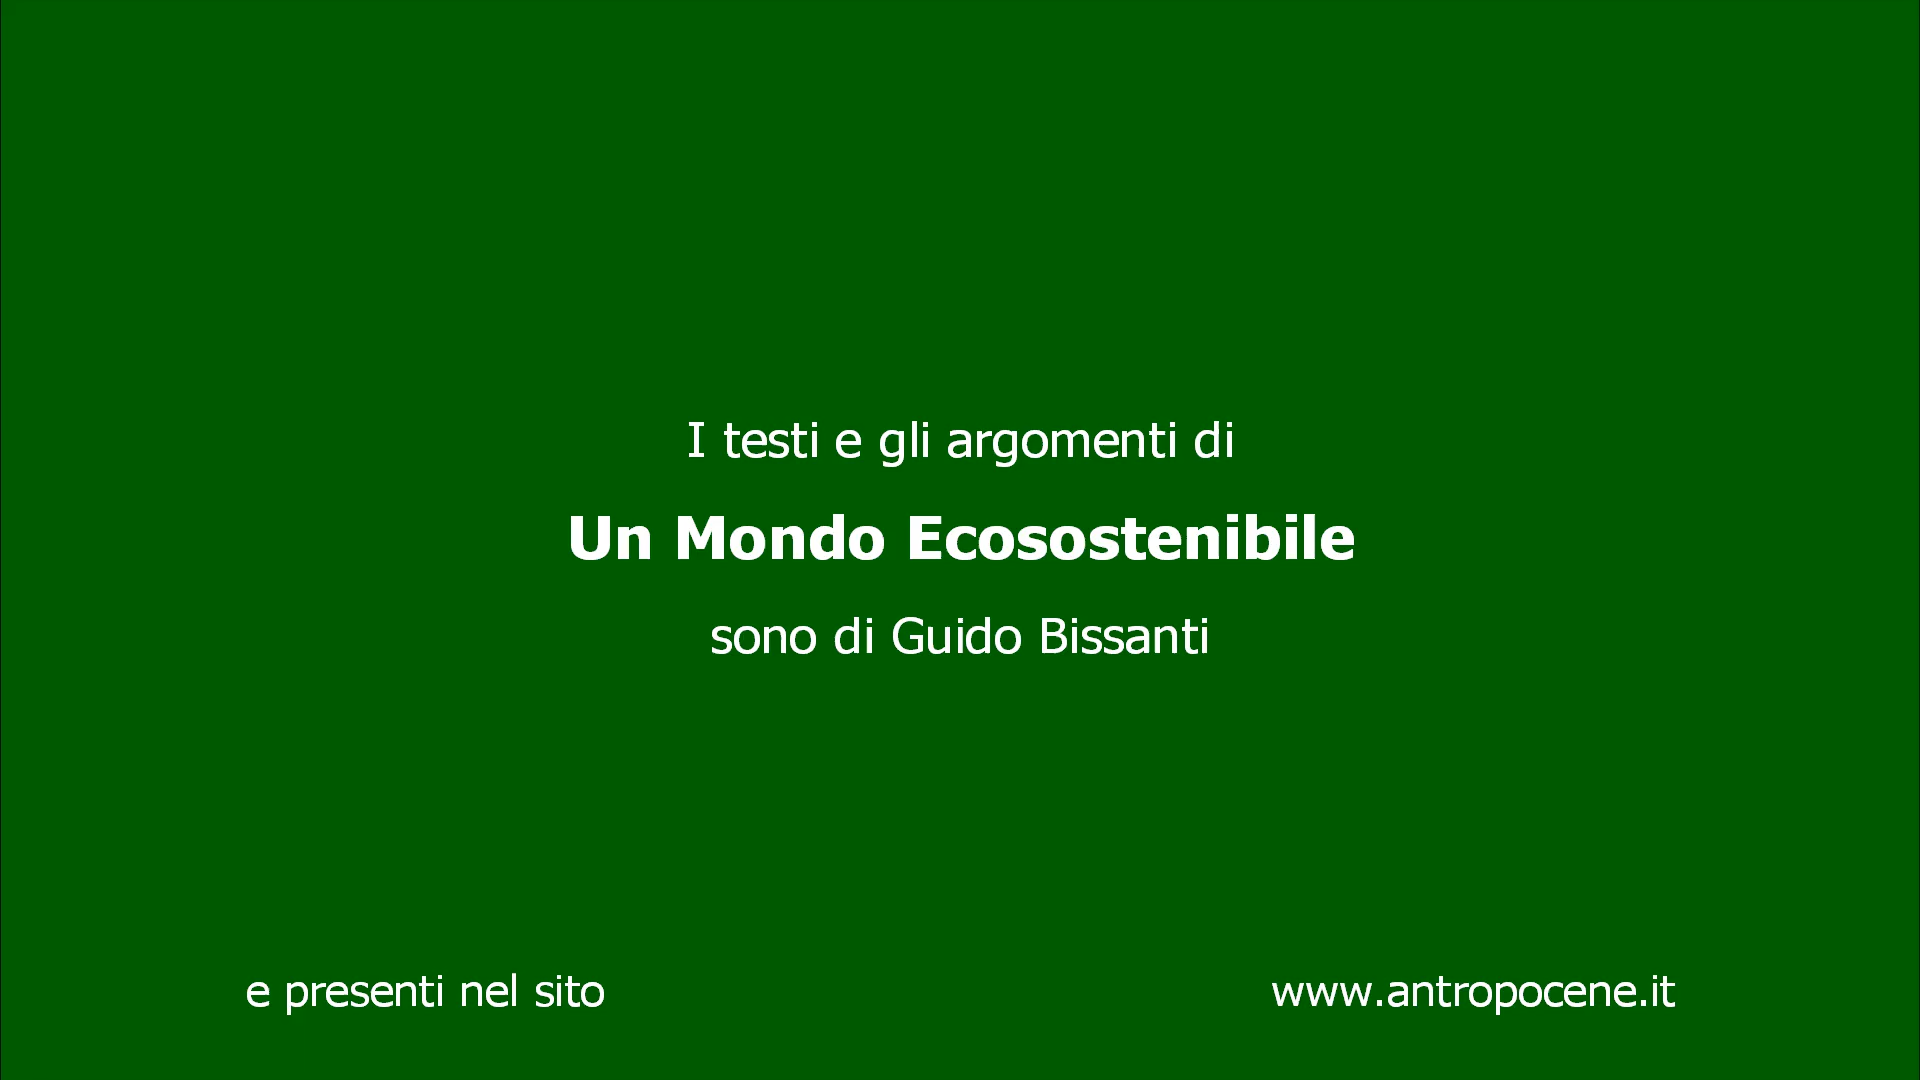 I testi e gli argomenti di
Un Mondo Ecosostenibile
sono di Guido Bissanti
e presenti nel sito www.antropocene.it